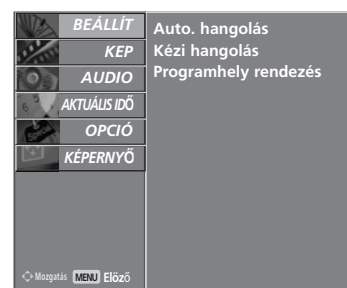 BEÁLLÍT
KEP
AUDIO
AKTUÁLIS IDŐ
OPCIÓ
KÉPERNYŐ
Auto. hangolás
Kézi hangolás
Programhely rendezés
Mozgatás MENU Előző